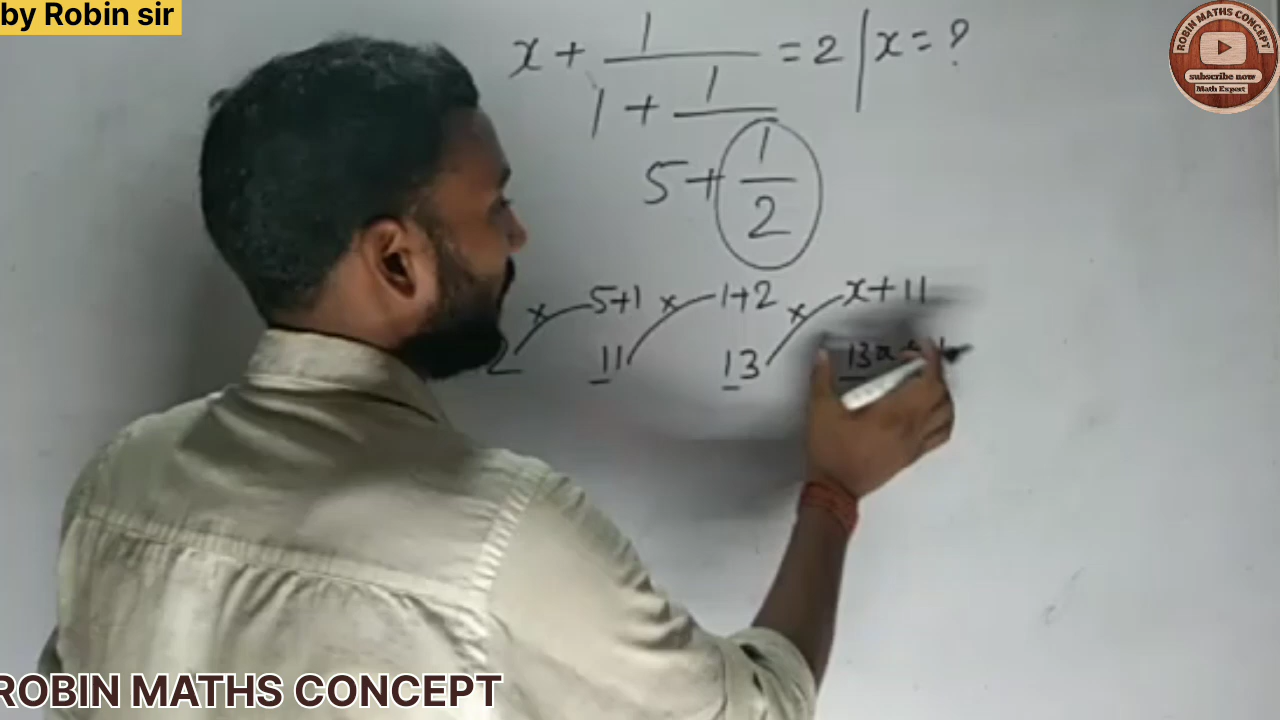 by Robin sir
ROBIN MATHS CONCEPT
subscribe now
Math Expert
x + 1 = 2 | x = ?
1 + 1
5 + 1
2
5+1 × 1+2 × x+11
2 11 13 13x
ROBIN MATHS CONCEPT